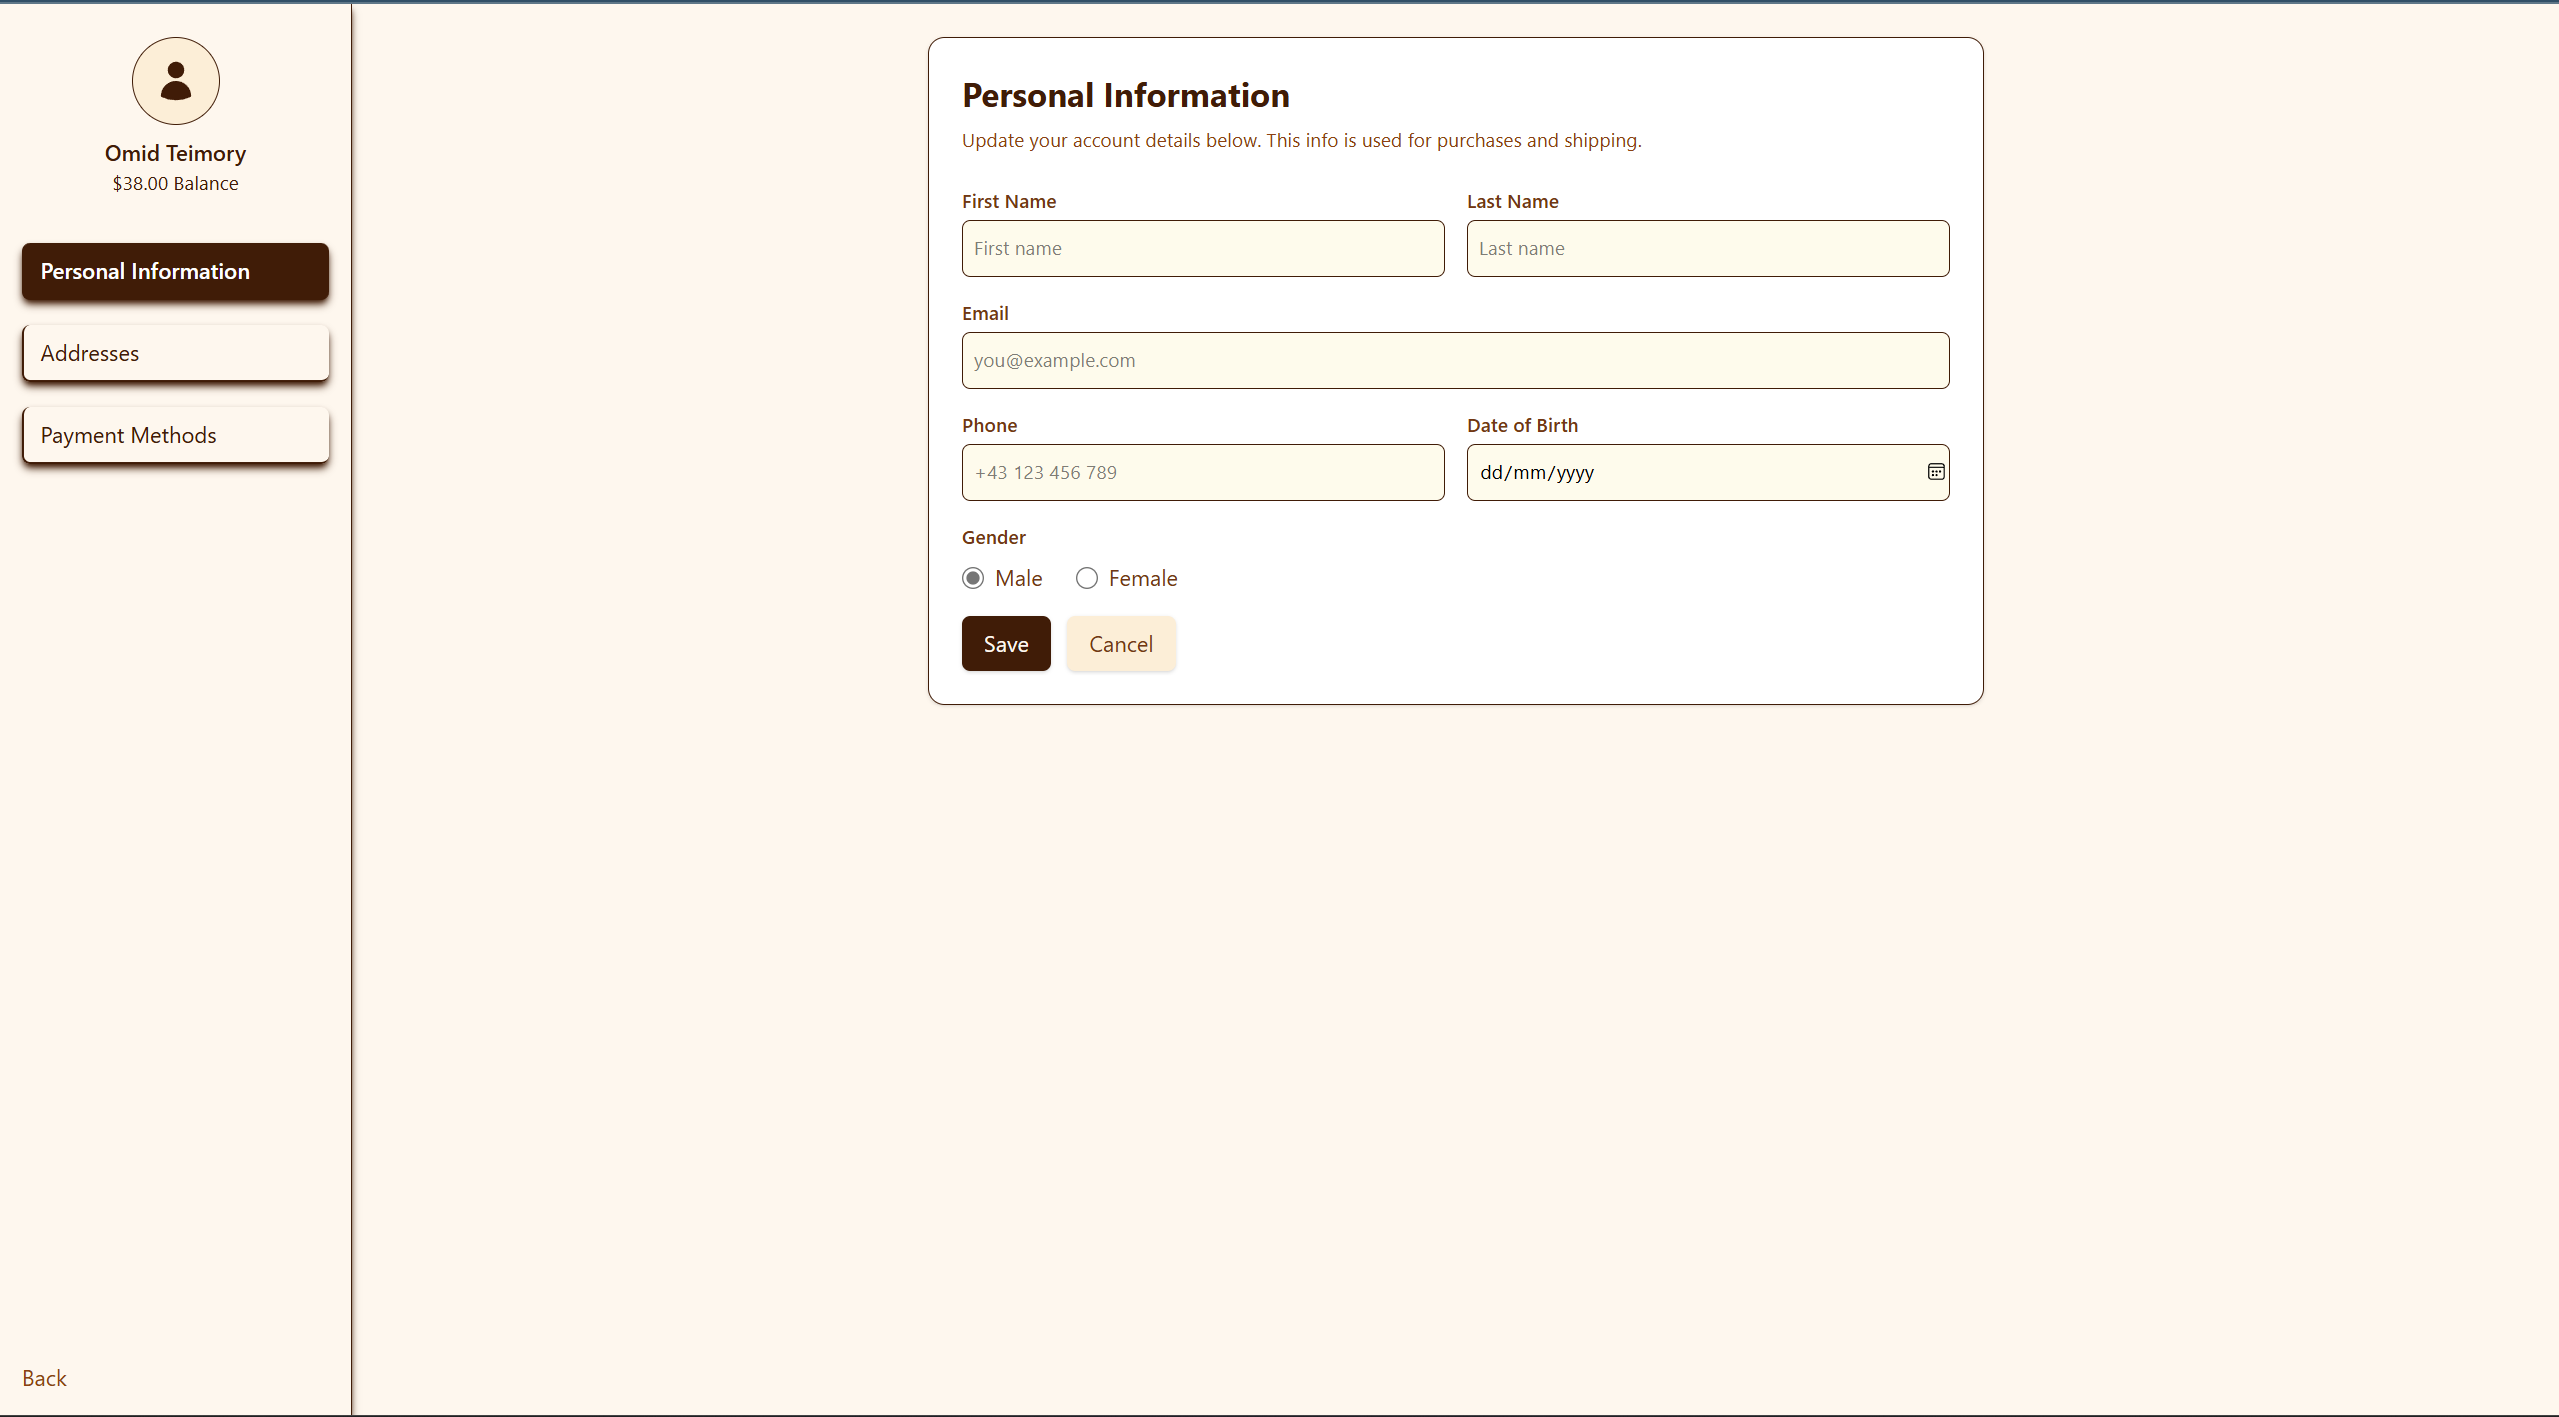 Omid Teimory
$38.00 Balance
Personal Information
Addresses
Payment Methods
Back
Personal Information
Update your account details below. This info is used for purchases and shipping.
First Name
Last Name
First name
Last name
Email
you@example.com
Phone
Date of Birth
+43 123 456 789
dd/mm/yyyy
Gender
Male
Female
Save
Cancel